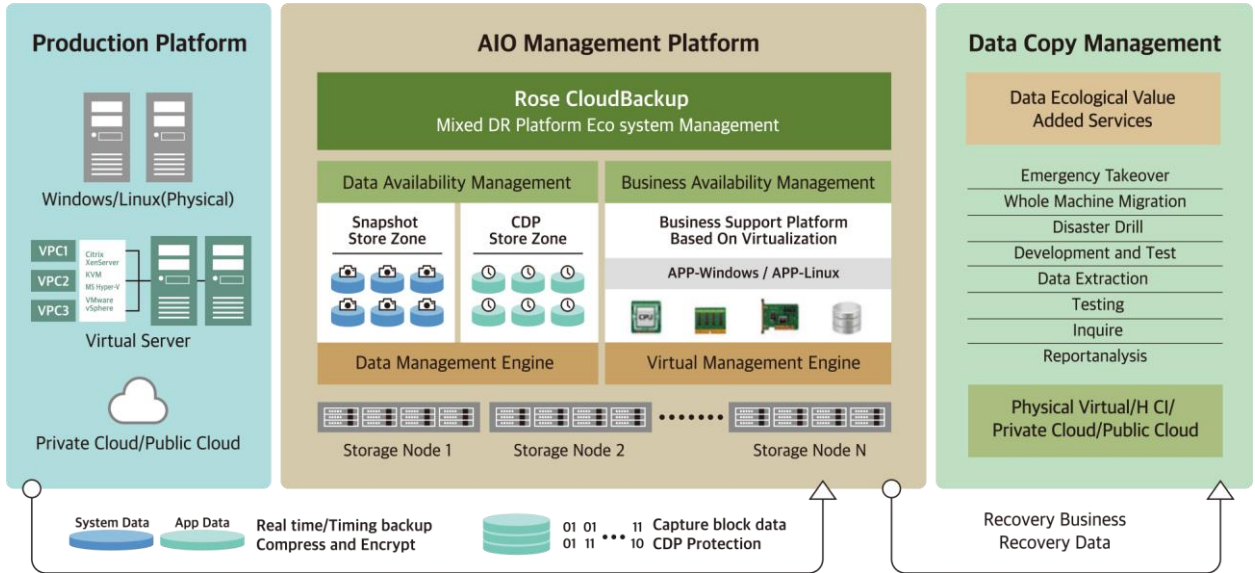 Production Platform
Windows/Linux(Physical)
VPC1
VPC2
VPC3
Citrix
XenServer
KVM
MS Hyper-V
VMware
vSphere
Virtual Server
Private Cloud/Public Cloud
AIO Management Platform
Rose CloudBackup
Mixed DR Platform Eco system Management
Data Availability Management
Business Availability Management
Snapshot
Store Zone
CDP
Store Zone
Business Support Platform
Based On Virtualization
APP-Windows / APP-Linux
CPU
Data Management Engine
Virtual Management Engine
Storage Node 1
Storage Node 2
Storage Node N
Data Copy Management
Data Ecological Value
Added Services
Emergency Takeover
Whole Machine Migration
Disaster Drill
Development and Test
Data Extraction
Testing
Inquire
Reportanalysis
Physical Virtual/H CI/
Private Cloud/Public Cloud
System Data
App Data
Real time/Timing backup
Compress and Encrypt
01 01 11
01 11 ••• 10
Capture block data
CDP Protection
Recovery Business
Recovery Data